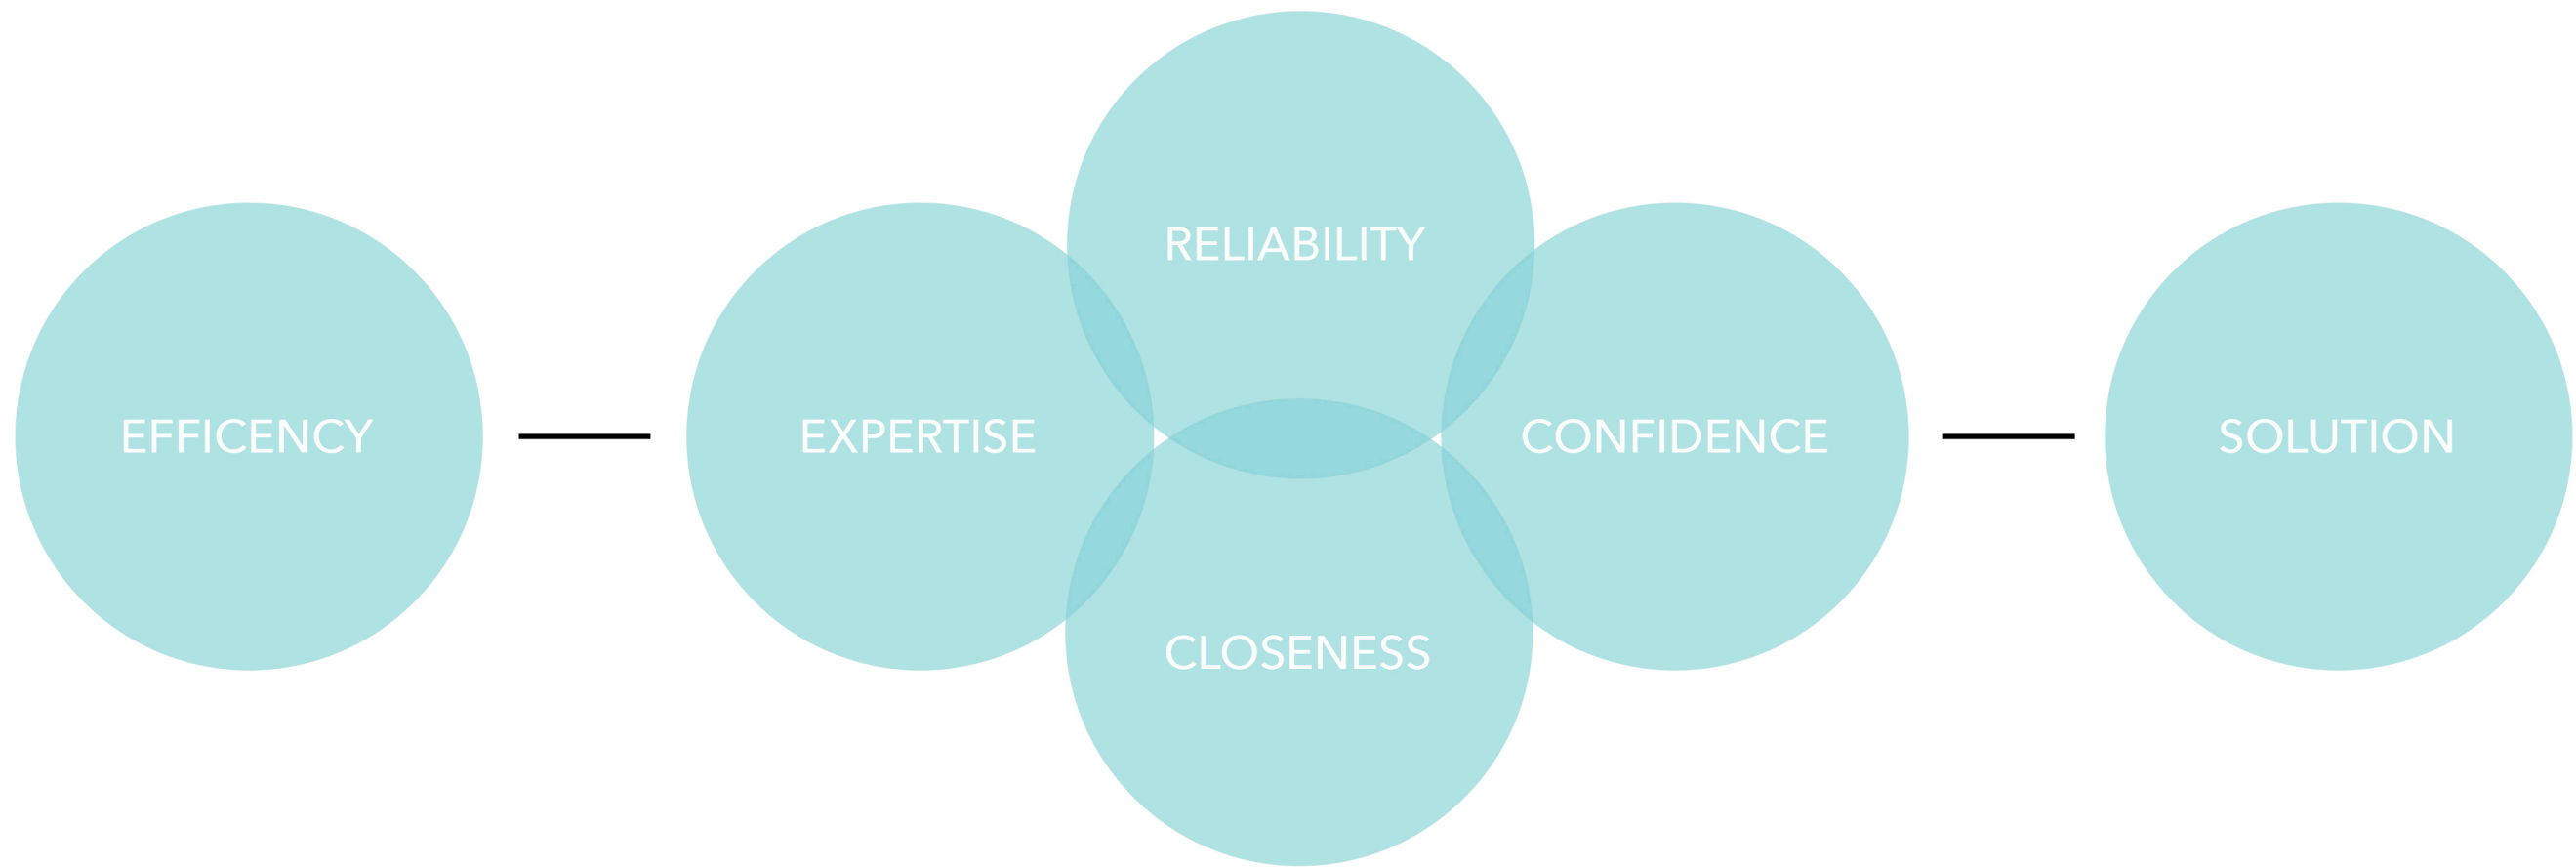 EFFICENCY
EXPERTISE
RELIABILITY
CLOSENESS
CONFIDENCE
SOLUTION